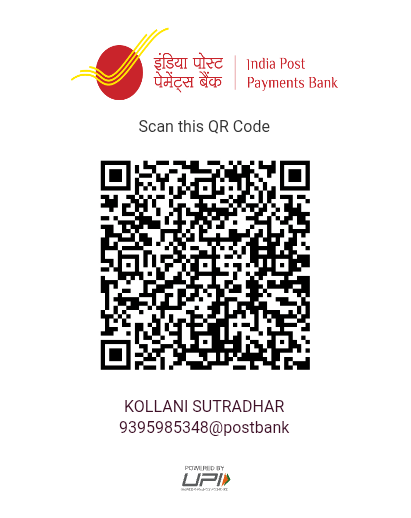 इंडिया पोस्ट
पेमेंट्स बैंक
India Post
Payments Bank
Scan this QR Code
KOLLANI SUTRADHAR
9395985348@postbank
POWERED BY
UPI